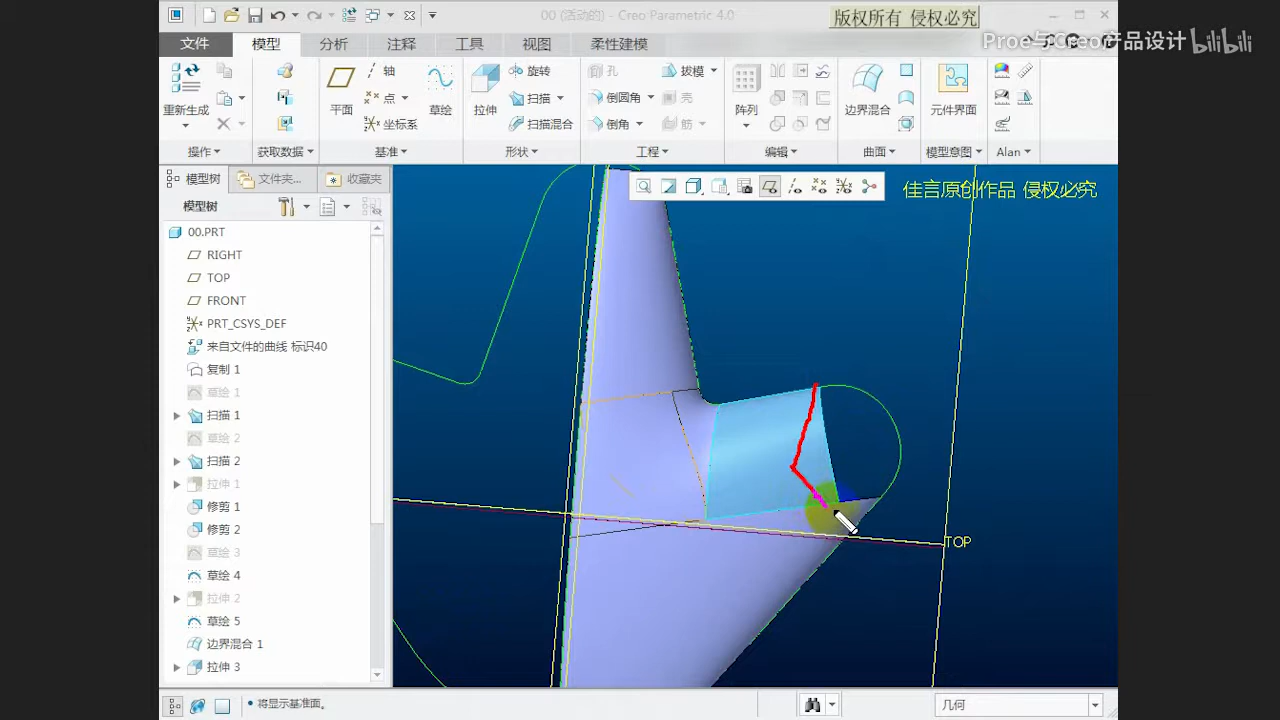 00 (活动的) - Creo Parametric 4.0
版权所有 侵权必究
Proe与Creo产品设计 bilibili
文件 模型 分析 注释 工具 视图 柔性建模
重新生成
平面
轴
点
坐标系
草绘
拉伸
旋转
扫描
扫描混合
孔
倒圆角
倒角
拔模
壳
筋
阵列
边界混合
元件界面
操作 获取数据 基准 形状 工程 编辑 曲面 模型意图 Alan
模型树 文件夹... 收藏夹
模型树
佳言原创作品 侵权必究
00.PRT
RIGHT
TOP
FRONT
PRT_CSYS_DEF
来自文件的曲线 标识40
复制 1
草绘 1
扫描 1
草绘 2
扫描 2
拉伸 1
修剪 1
修剪 2
草绘 3
草绘 4
拉伸 2
草绘 5
边界混合 1
拉伸 3
TOP
将显示基准面。
几何